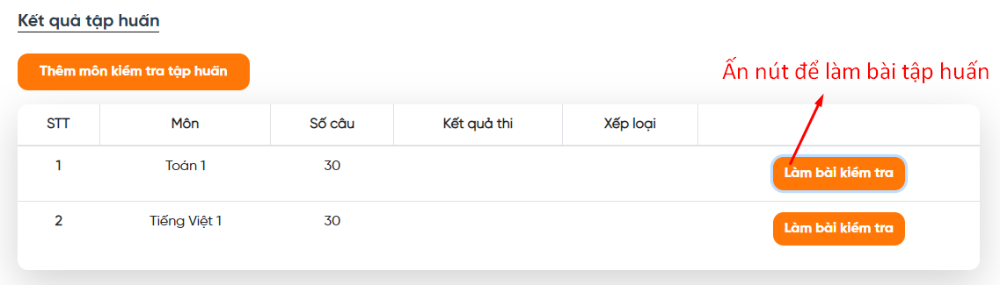 Kết quả tập huấn
Thêm môn kiểm tra tập huấn
Ấn nút để làm bài tập huấn
STT Môn Số câu Kết quả thi Xếp loại
1 Toán 1 30 Làm bài kiểm tra
2 Tiếng Việt 1 30 Làm bài kiểm tra